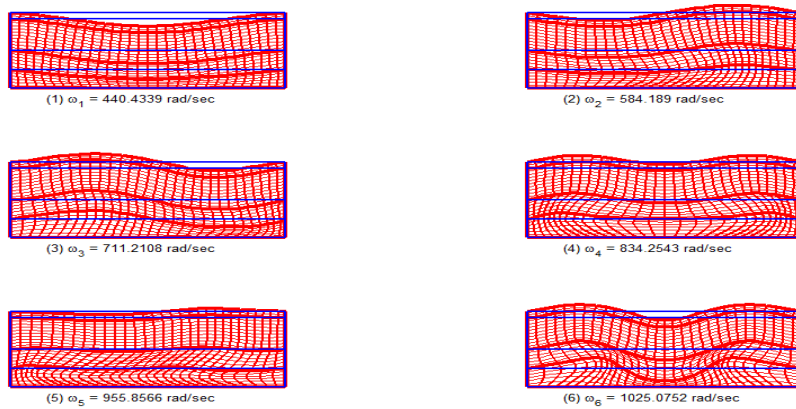 (1) ω₁ = 440.4339 rad/sec
(2) ω₂ = 584.189 rad/sec
(3) ω₃ = 711.2108 rad/sec
(4) ω₄ = 834.2543 rad/sec
(5) ω₅ = 955.8566 rad/sec
(6) ω₆ = 1025.0752 rad/sec